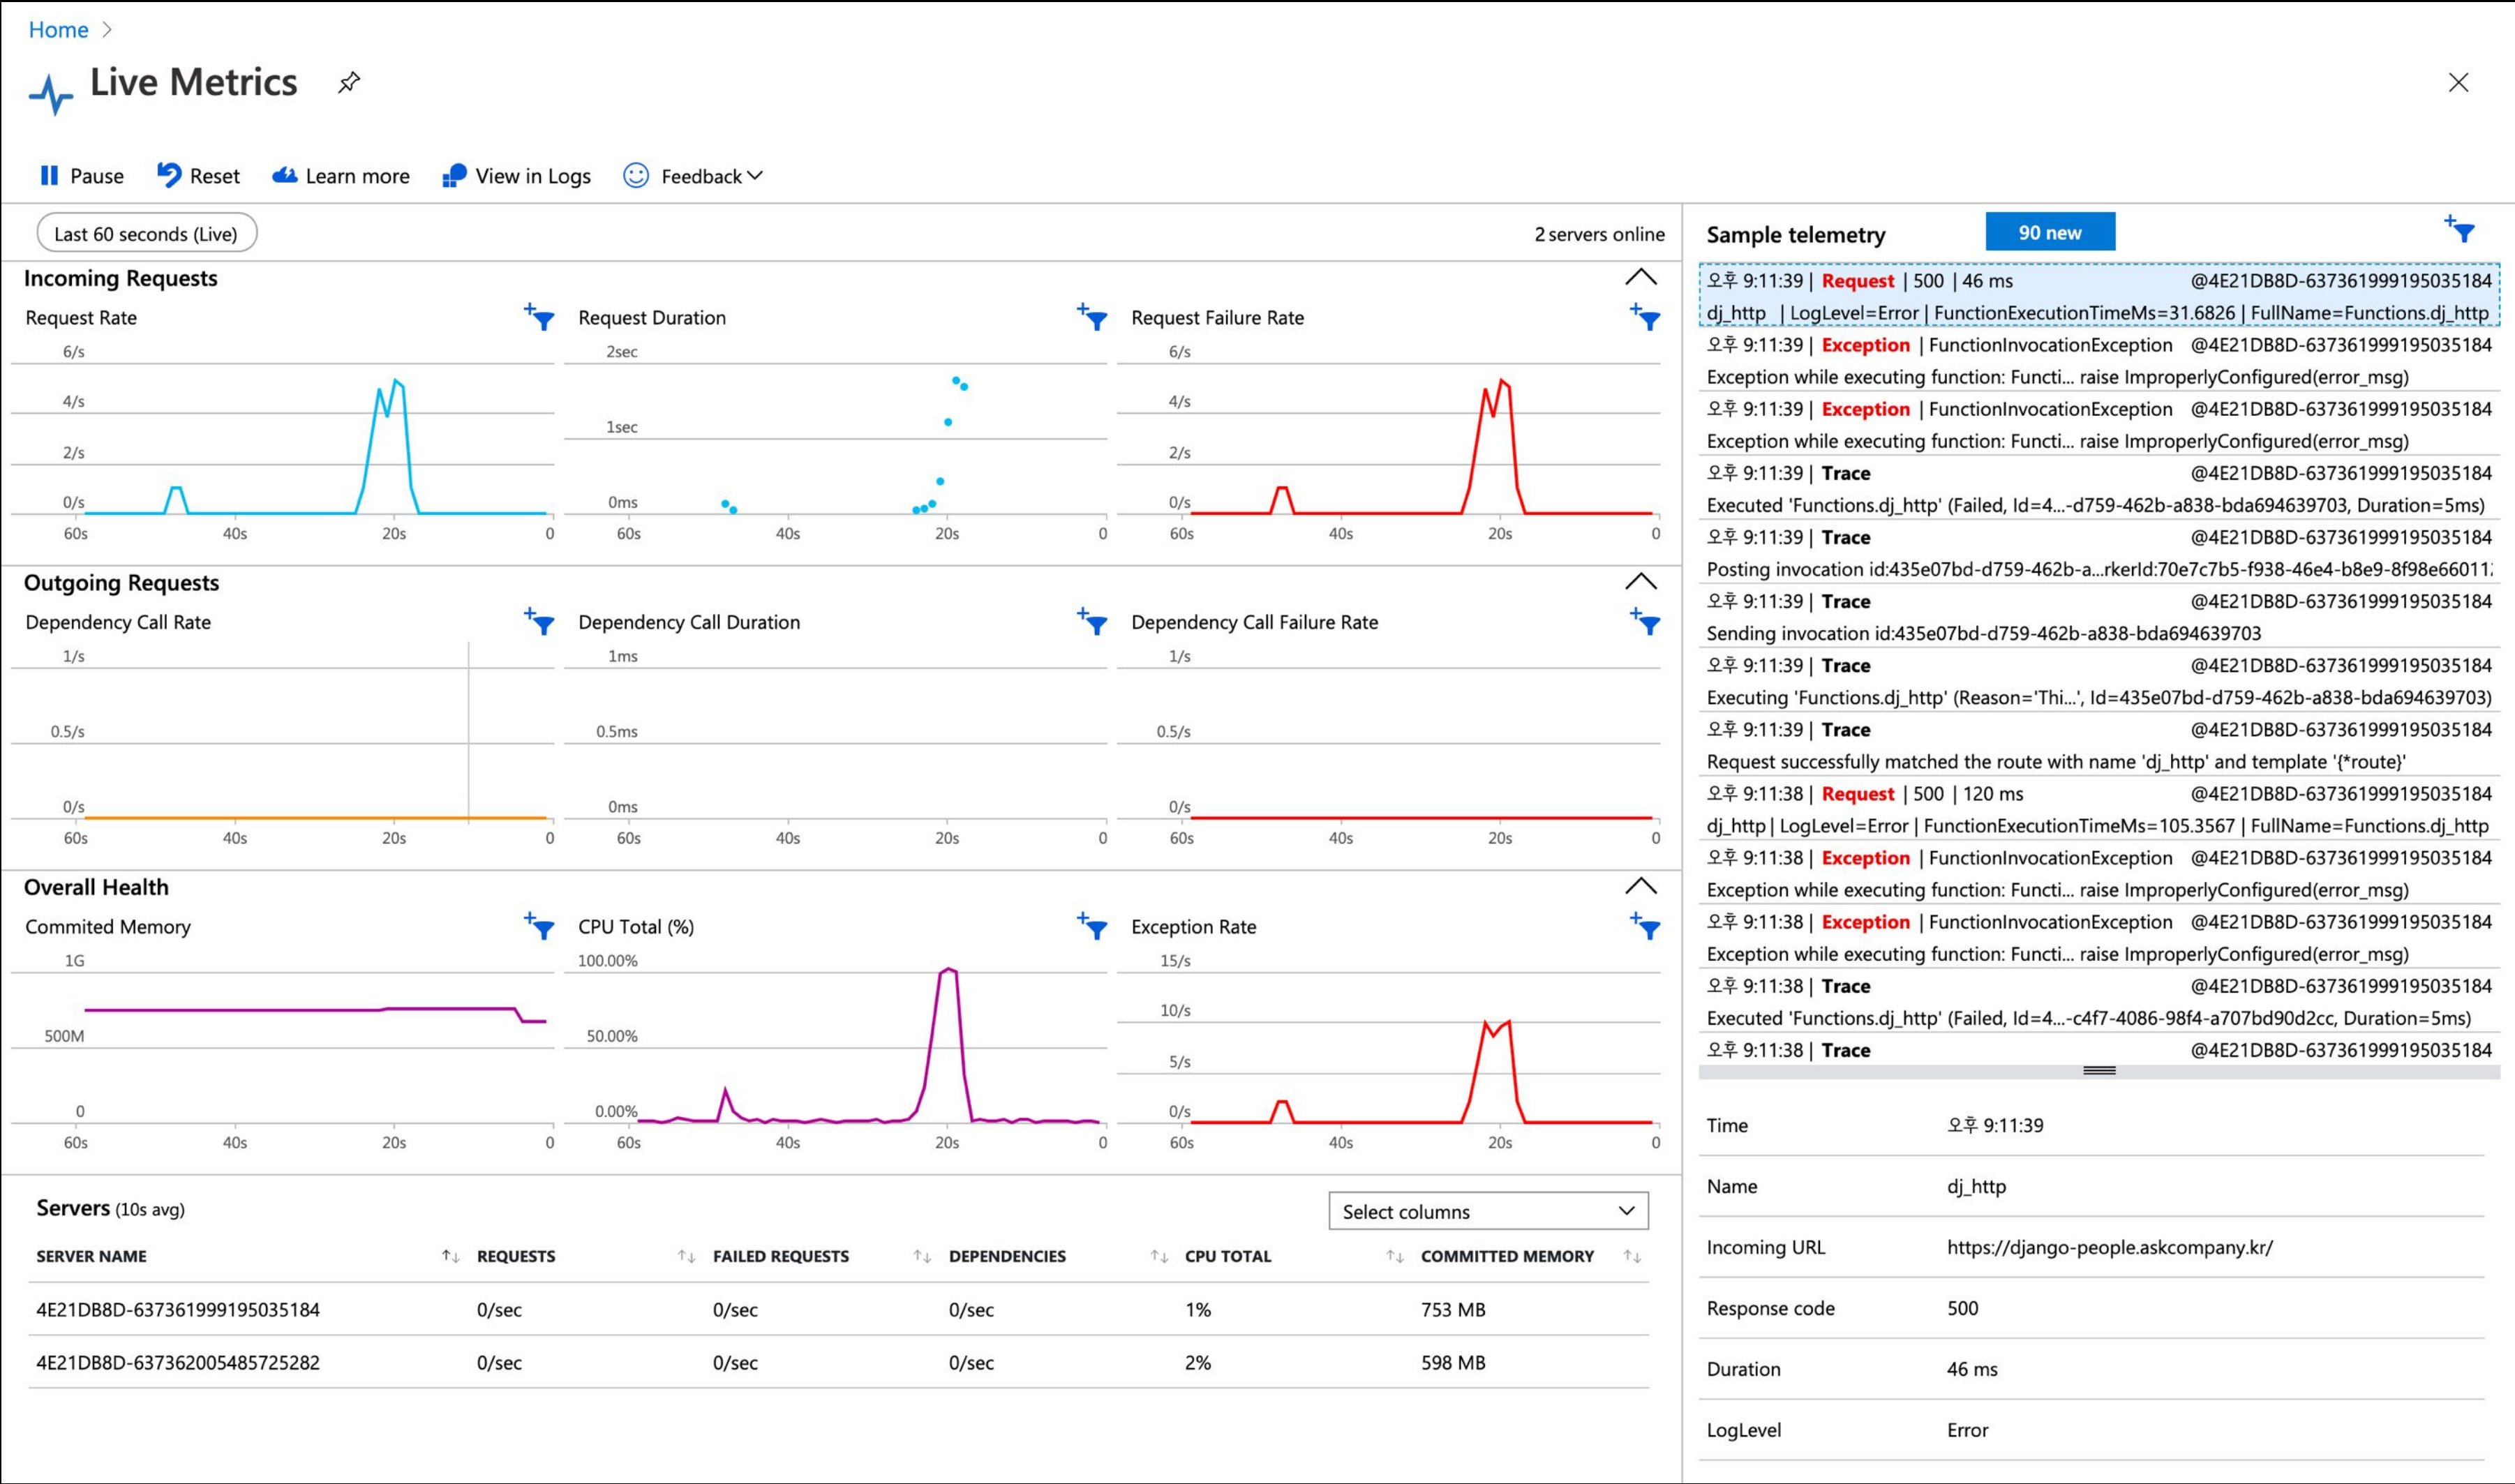 Home
Live Metrics
Pause Reset Learn more View in Logs Feedback
Last 60 seconds (Live) 2 servers online
Incoming Requests
Request Rate
6/s
4/s
2/s
0/s
60s 40s 20s 0
Request Duration
2sec
1sec
0ms
60s 40s 20s 0
Request Failure Rate
6/s
4/s
2/s
0/s
60s 40s 20s 0
Outgoing Requests
Dependency Call Rate
1/s
0.5/s
0/s
60s 40s 20s 0
Dependency Call Duration
1ms
0.5ms
0ms
60s 40s 20s 0
Dependency Call Failure Rate
1/s
0.5/s
0/s
60s 40s 20s 0
Overall Health
Commited Memory
1G
500M
0
60s 40s 20s 0
CPU Total (%)
100.00%
50.00%
0.00%
60s 40s 20s 0
Exception Rate
15/s
10/s
5/s
0/s
60s 40s 20s 0
Servers (10s avg) Select columns
SERVER NAME REQUESTS FAILED REQUESTS DEPENDENCIES CPU TOTAL COMMITTED MEMORY
4E21DB8D-637361999195035184 0/sec 0/sec 0/sec 1% 753 MB
4E21DB8D-637362005485725282 0/sec 0/sec 0/sec 2% 598 MB
Sample telemetry 90 new
오후 9:11:39 | Request | 500 | 46 ms @4E21DB8D-637361999195035184
dj_http | LogLevel=Error | FunctionExecutionTimeMs=31.6826 | FullName=Functions.dj_http
오후 9:11:39 | Exception | FunctionInvocationException @4E21DB8D-637361999195035184
Exception while executing function: Functi... raise ImproperlyConfigured(error_msg)
오후 9:11:39 | Exception | FunctionInvocationException @4E21DB8D-637361999195035184
Exception while executing function: Functi... raise ImproperlyConfigured(error_msg)
오후 9:11:39 | Trace @4E21DB8D-637361999195035184
Executed 'Functions.dj_http' (Failed, Id=4...-d759-462b-a838-bda694639703, Duration=5ms)
오후 9:11:39 | Trace @4E21DB8D-637361999195035184
Posting invocation id:435e07bd-d759-462b-a...rkerId:70e7c7b5-f938-46e4-b8e9-8f98e66011
오후 9:11:39 | Trace @4E21DB8D-637361999195035184
Sending invocation id:435e07bd-d759-462b-a838-bda694639703
오후 9:11:39 | Trace @4E21DB8D-637361999195035184
Executing 'Functions.dj_http' (Reason='Thi...', Id=435e07bd-d759-462b-a838-bda694639703)
오후 9:11:39 | Trace @4E21DB8D-637361999195035184
Request successfully matched the route with name 'dj_http' and template '{*route}'
오후 9:11:38 | Request | 500 | 120 ms @4E21DB8D-637361999195035184
dj_http | LogLevel=Error | FunctionExecutionTimeMs=105.3567 | FullName=Functions.dj_http
오후 9:11:38 | Exception | FunctionInvocationException @4E21DB8D-637361999195035184
Exception while executing function: Functi... raise ImproperlyConfigured(error_msg)
오후 9:11:38 | Exception | FunctionInvocationException @4E21DB8D-637361999195035184
Exception while executing function: Functi... raise ImproperlyConfigured(error_msg)
오후 9:11:38 | Trace @4E21DB8D-637361999195035184
Executed 'Functions.dj_http' (Failed, Id=4...-c4f7-4086-98f4-a707bd90d2cc, Duration=5ms)
오후 9:11:38 | Trace @4E21DB8D-637361999195035184
Time 오후 9:11:39
Name dj_http
Incoming URL https://django-people.askcompany.kr/
Response code 500
Duration 46 ms
LogLevel Error